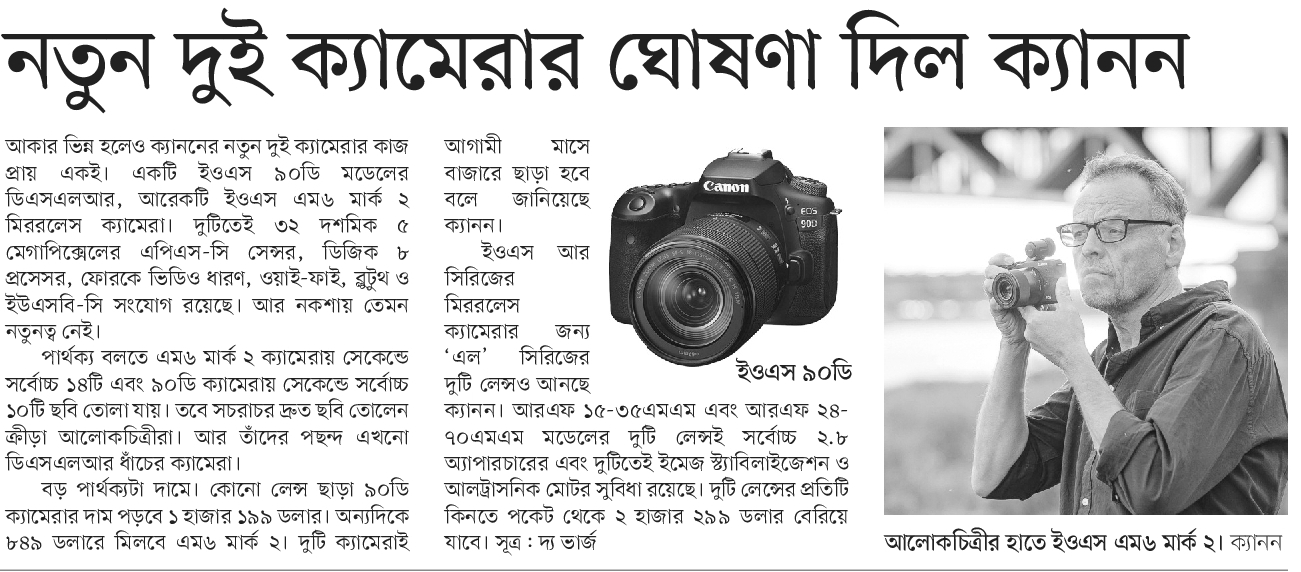 নতুন দুই ক্যামেরার ঘোষণা দিল ক্যানন
আকার ভিন্ন হলেও ক্যাননের নতুন দুই ক্যামেরার কাজ
প্রায় একই। একটি ইওএস ৯০ডি মডেলের
ডিএসএলআর, আরেকটি ইওএস এম৬ মার্ক ২
মিররলেস ক্যামেরা। দুটিতেই ৩২ দশমিক ৫
মেগাপিক্সেলের এপিএস-সি সেন্সর, ডিজিক ৮
প্রসেসর, ফোরকে ভিডিও ধারণ, ওয়াই-ফাই, ব্লুটুথ ও
ইউএসবি-সি সংযোগ রয়েছে। আর নকশায় তেমন
নতুনত্ব নেই।
পার্থক্য বলতে এম৬ মার্ক ২ ক্যামেরায় সেকেন্ডে
সর্বোচ্চ ১৪টি এবং ৯০ডি ক্যামেরায় সেকেন্ডে সর্বোচ্চ
১০টি ছবি তোলা যায়। তবে সচরাচর দ্রুত ছবি তোলেন
ক্রীড়া আলোকচিত্রীরা। আর তাঁদের পছন্দ এখনো
ডিএসএলআর ধাঁচের ক্যামেরা।
বড় পার্থক্যটা দামে। কোনো লেন্স ছাড়া ৯০ডি
ক্যামেরার দাম পড়বে ১ হাজার ১৯৯ ডলার। অন্যদিকে
৮৪৯ ডলারে মিলবে এম৬ মার্ক ২। দুটি ক্যামেরাই
আগামী মাসে
বাজারে ছাড়া হবে
বলে জানিয়েছে
ক্যানন।
ইওএস আর
সিরিজের
মিররলেস
ক্যামেরার জন্য
‘এল’ সিরিজের
দুটি লেন্সও আনছে
ক্যানন। আরএফ ১৫-৩৫এমএম এবং আরএফ ২৪-
৭০এমএম মডেলের দুটি লেন্সই সর্বোচ্চ ২.৮
অ্যাপারচারের এবং দুটিতেই ইমেজ স্ট্যাবিলাইজেশন ও
আলট্রাসনিক মোটর সুবিধা রয়েছে। দুটি লেন্সের প্রতিটি
কিনতে পকেট থেকে ২ হাজার ২৯৯ ডলার বেরিয়ে
যাবে। সূত্র : দ্য ভার্জ
Canon
EOS
90D
ইওএস ৯০ডি
আলোকচিত্রীর হাতে ইওএস এম৬ মার্ক ২। ক্যানন